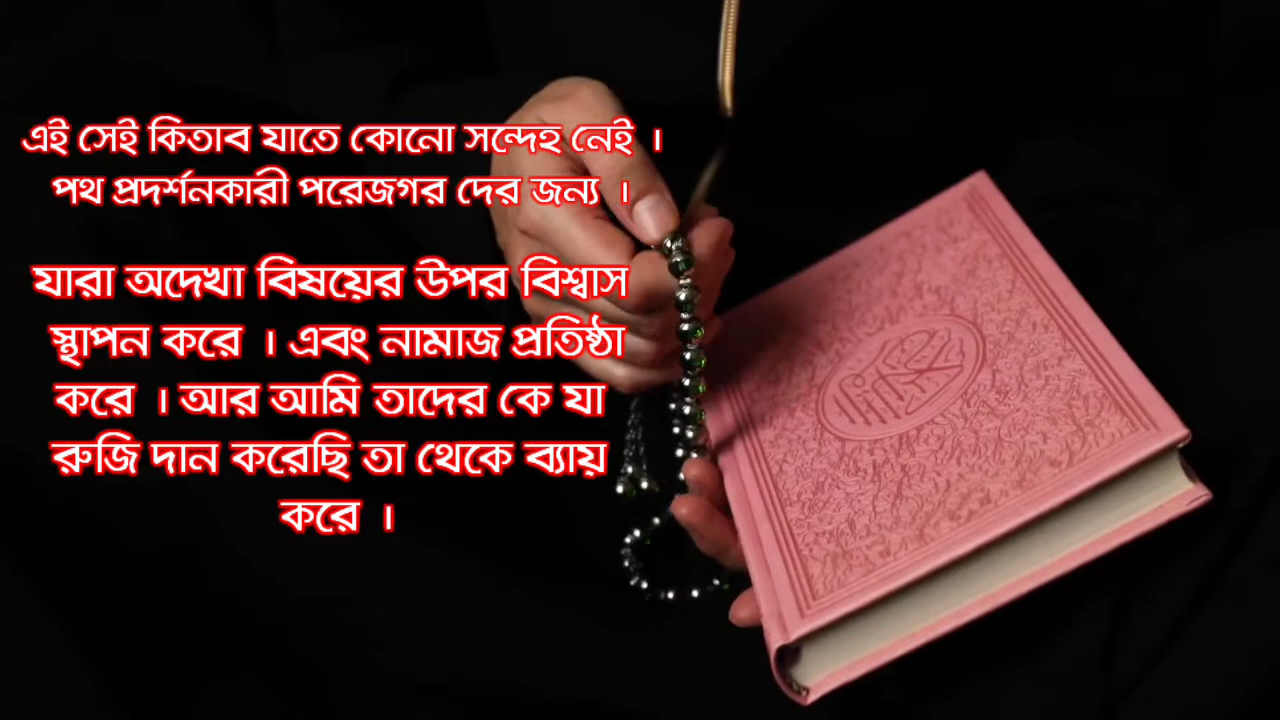 এই সেই কিতাব যাতে কোনো সন্দেহ নেই ।
পথ প্রদর্শনকারী পরেজগর দের জন্য ।
যারা অদেখা বিষয়ের উপর বিশ্বাস
স্থাপন করে । এবং নামাজ প্রতিষ্ঠা
করে । আর আমি তাদের কে যা
রুজি দান করেছি তা থেকে ব্যায়
করে ।